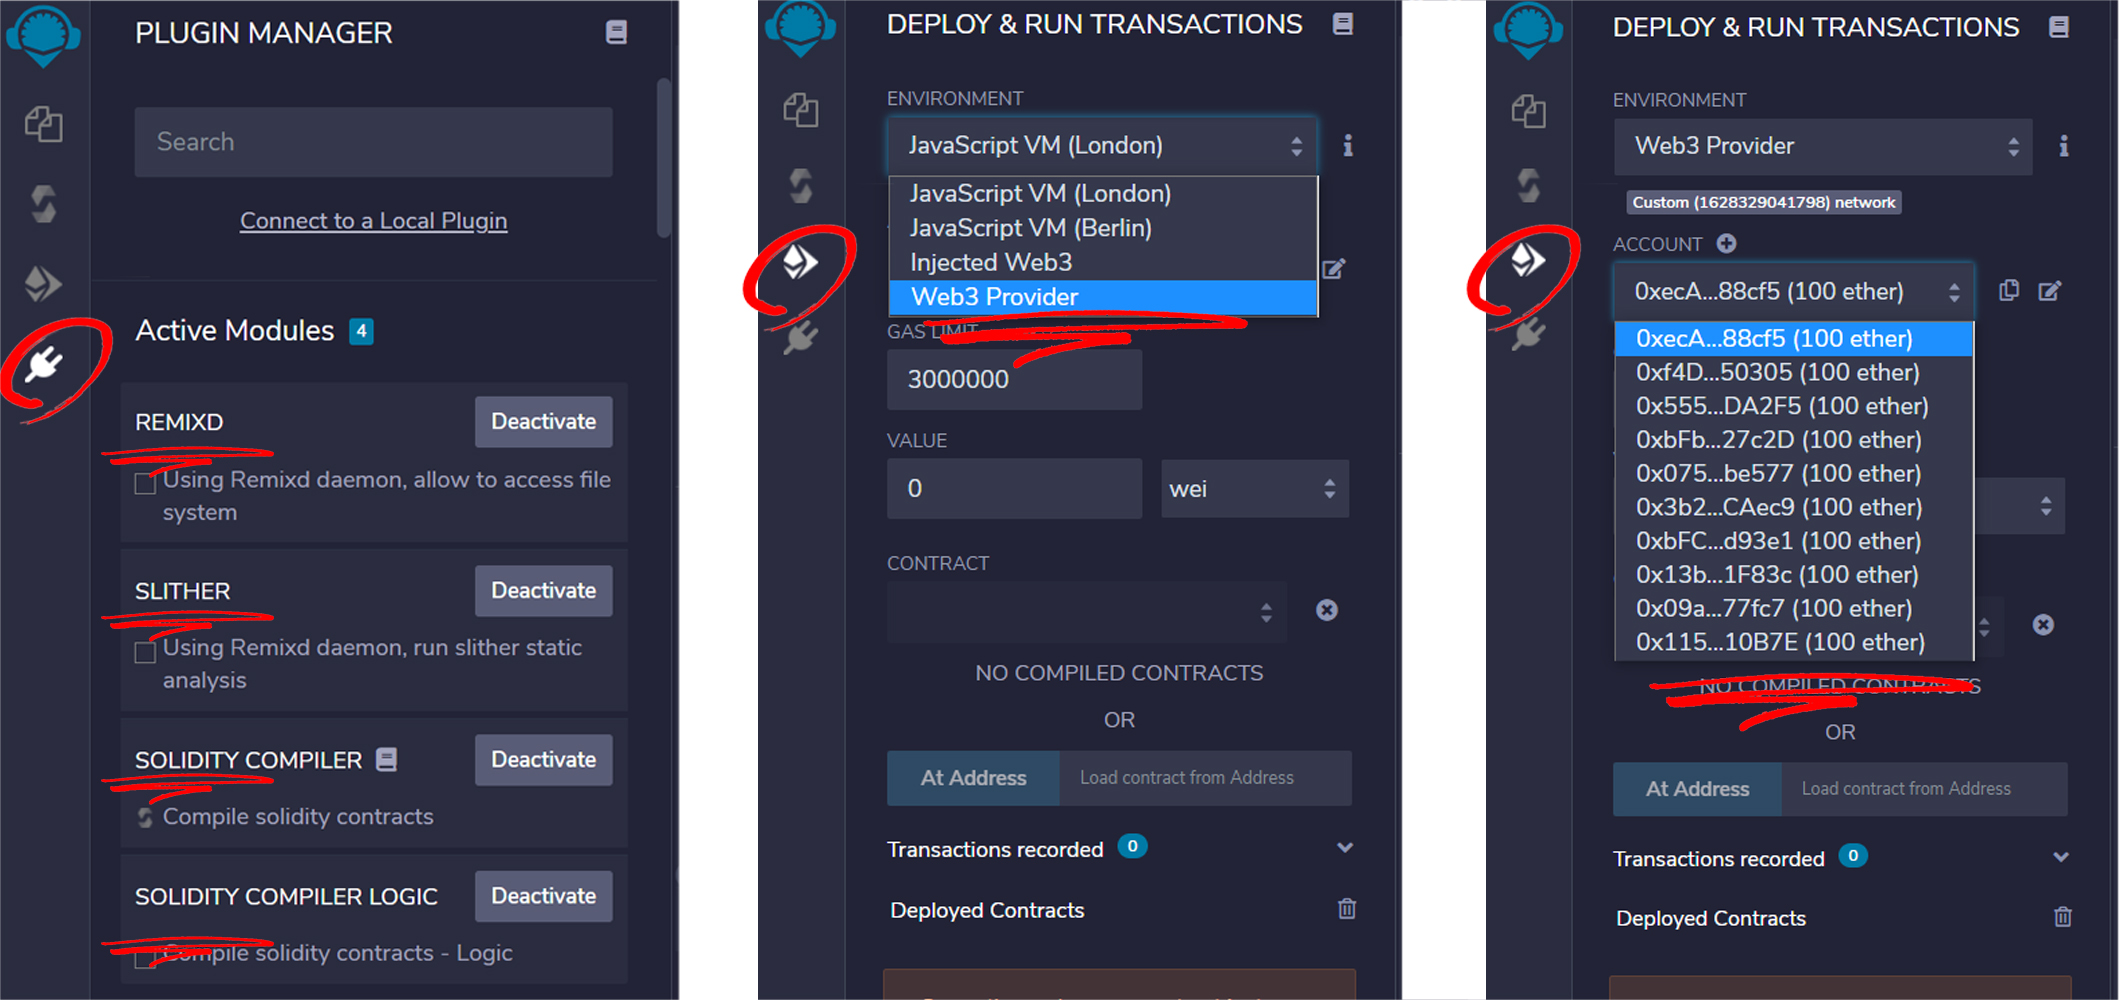 PLUGIN MANAGER
Search
Connect to a Local Plugin
Active Modules 4
REMIXD
Deactivate
Using Remixd daemon, allow to access file
system
SLITHER
Deactivate
Using Remixd daemon, run slither static
analysis
SOLIDITY COMPILER
Deactivate
Compile solidity contracts
SOLIDITY COMPILER LOGIC
Deactivate
Compile solidity contracts - Logic
DEPLOY & RUN TRANSACTIONS
ENVIRONMENT
JavaScript VM (London)
JavaScript VM (London)
JavaScript VM (Berlin)
Injected Web3
Web3 Provider
GAS LIMIT
3000000
VALUE
0
wei
CONTRACT
NO COMPILED CONTRACTS
OR
At Address
Load contract from Address
Transactions recorded 0
Deployed Contracts
DEPLOY & RUN TRANSACTIONS
ENVIRONMENT
Web3 Provider
Custom (1628329041798) network
ACCOUNT
0xecA...88cf5 (100 ether)
0xecA...88cf5 (100 ether)
0xf4D...50305 (100 ether)
0x555...DA2F5 (100 ether)
0xbFb...27c2D (100 ether)
0x075...be577 (100 ether)
0x3b2...CAec9 (100 ether)
0xbFC...d93e1 (100 ether)
0x13b...1F83c (100 ether)
0x09a...77fc7 (100 ether)
0x115...10B7E (100 ether)
NO COMPILED CONTRACTS
OR
At Address
Load contract from Address
Transactions recorded 0
Deployed Contracts